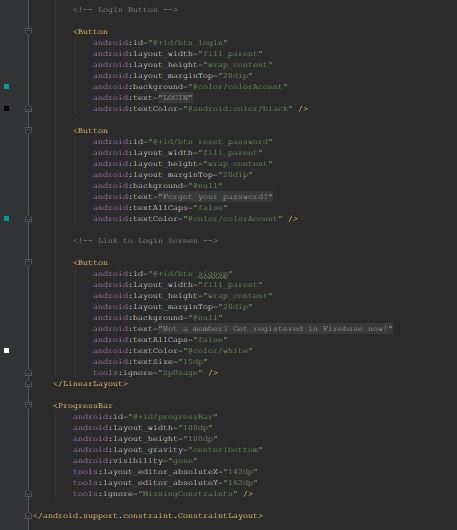 <!-- Login Button -->
<Button
android:id="@+id/btn_login"
android:layout_width="fill_parent"
android:layout_height="wrap_content"
android:layout_marginTop="20dip"
android:background="@color/colorAccent"
android:text="LOGIN"
android:textColor="@android:color/black" />
<Button
android:id="@+id/btn_reset_password"
android:layout_width="fill_parent"
android:layout_height="wrap_content"
android:layout_marginTop="20dip"
android:background="@null"
android:text="Forgot your password?"
android:textAllCaps="false"
android:textColor="@color/colorAccent" />
<!-- Link to Login Screen -->
<Button
android:id="@+id/btn_signup"
android:layout_width="fill_parent"
android:layout_height="wrap_content"
android:layout_marginTop="20dip"
android:background="@null"
android:text="Not a member? Get registered in Firebase now!"
android:textAllCaps="false"
android:textColor="@color/white"
android:textSize="15dp"
tools:ignore="SpUsage" />
</LinearLayout>
<ProgressBar
android:id="@+id/progressBar"
android:layout_width="100dp"
android:layout_height="100dp"
android:layout_gravity="center|bottom"
android:visibility="gone"
tools:layout_editor_absoluteX="142dp"
tools:layout_editor_absoluteY="162dp"
tools:ignore="MissingConstraints" />
</android.support.constraint.ConstraintLayout>